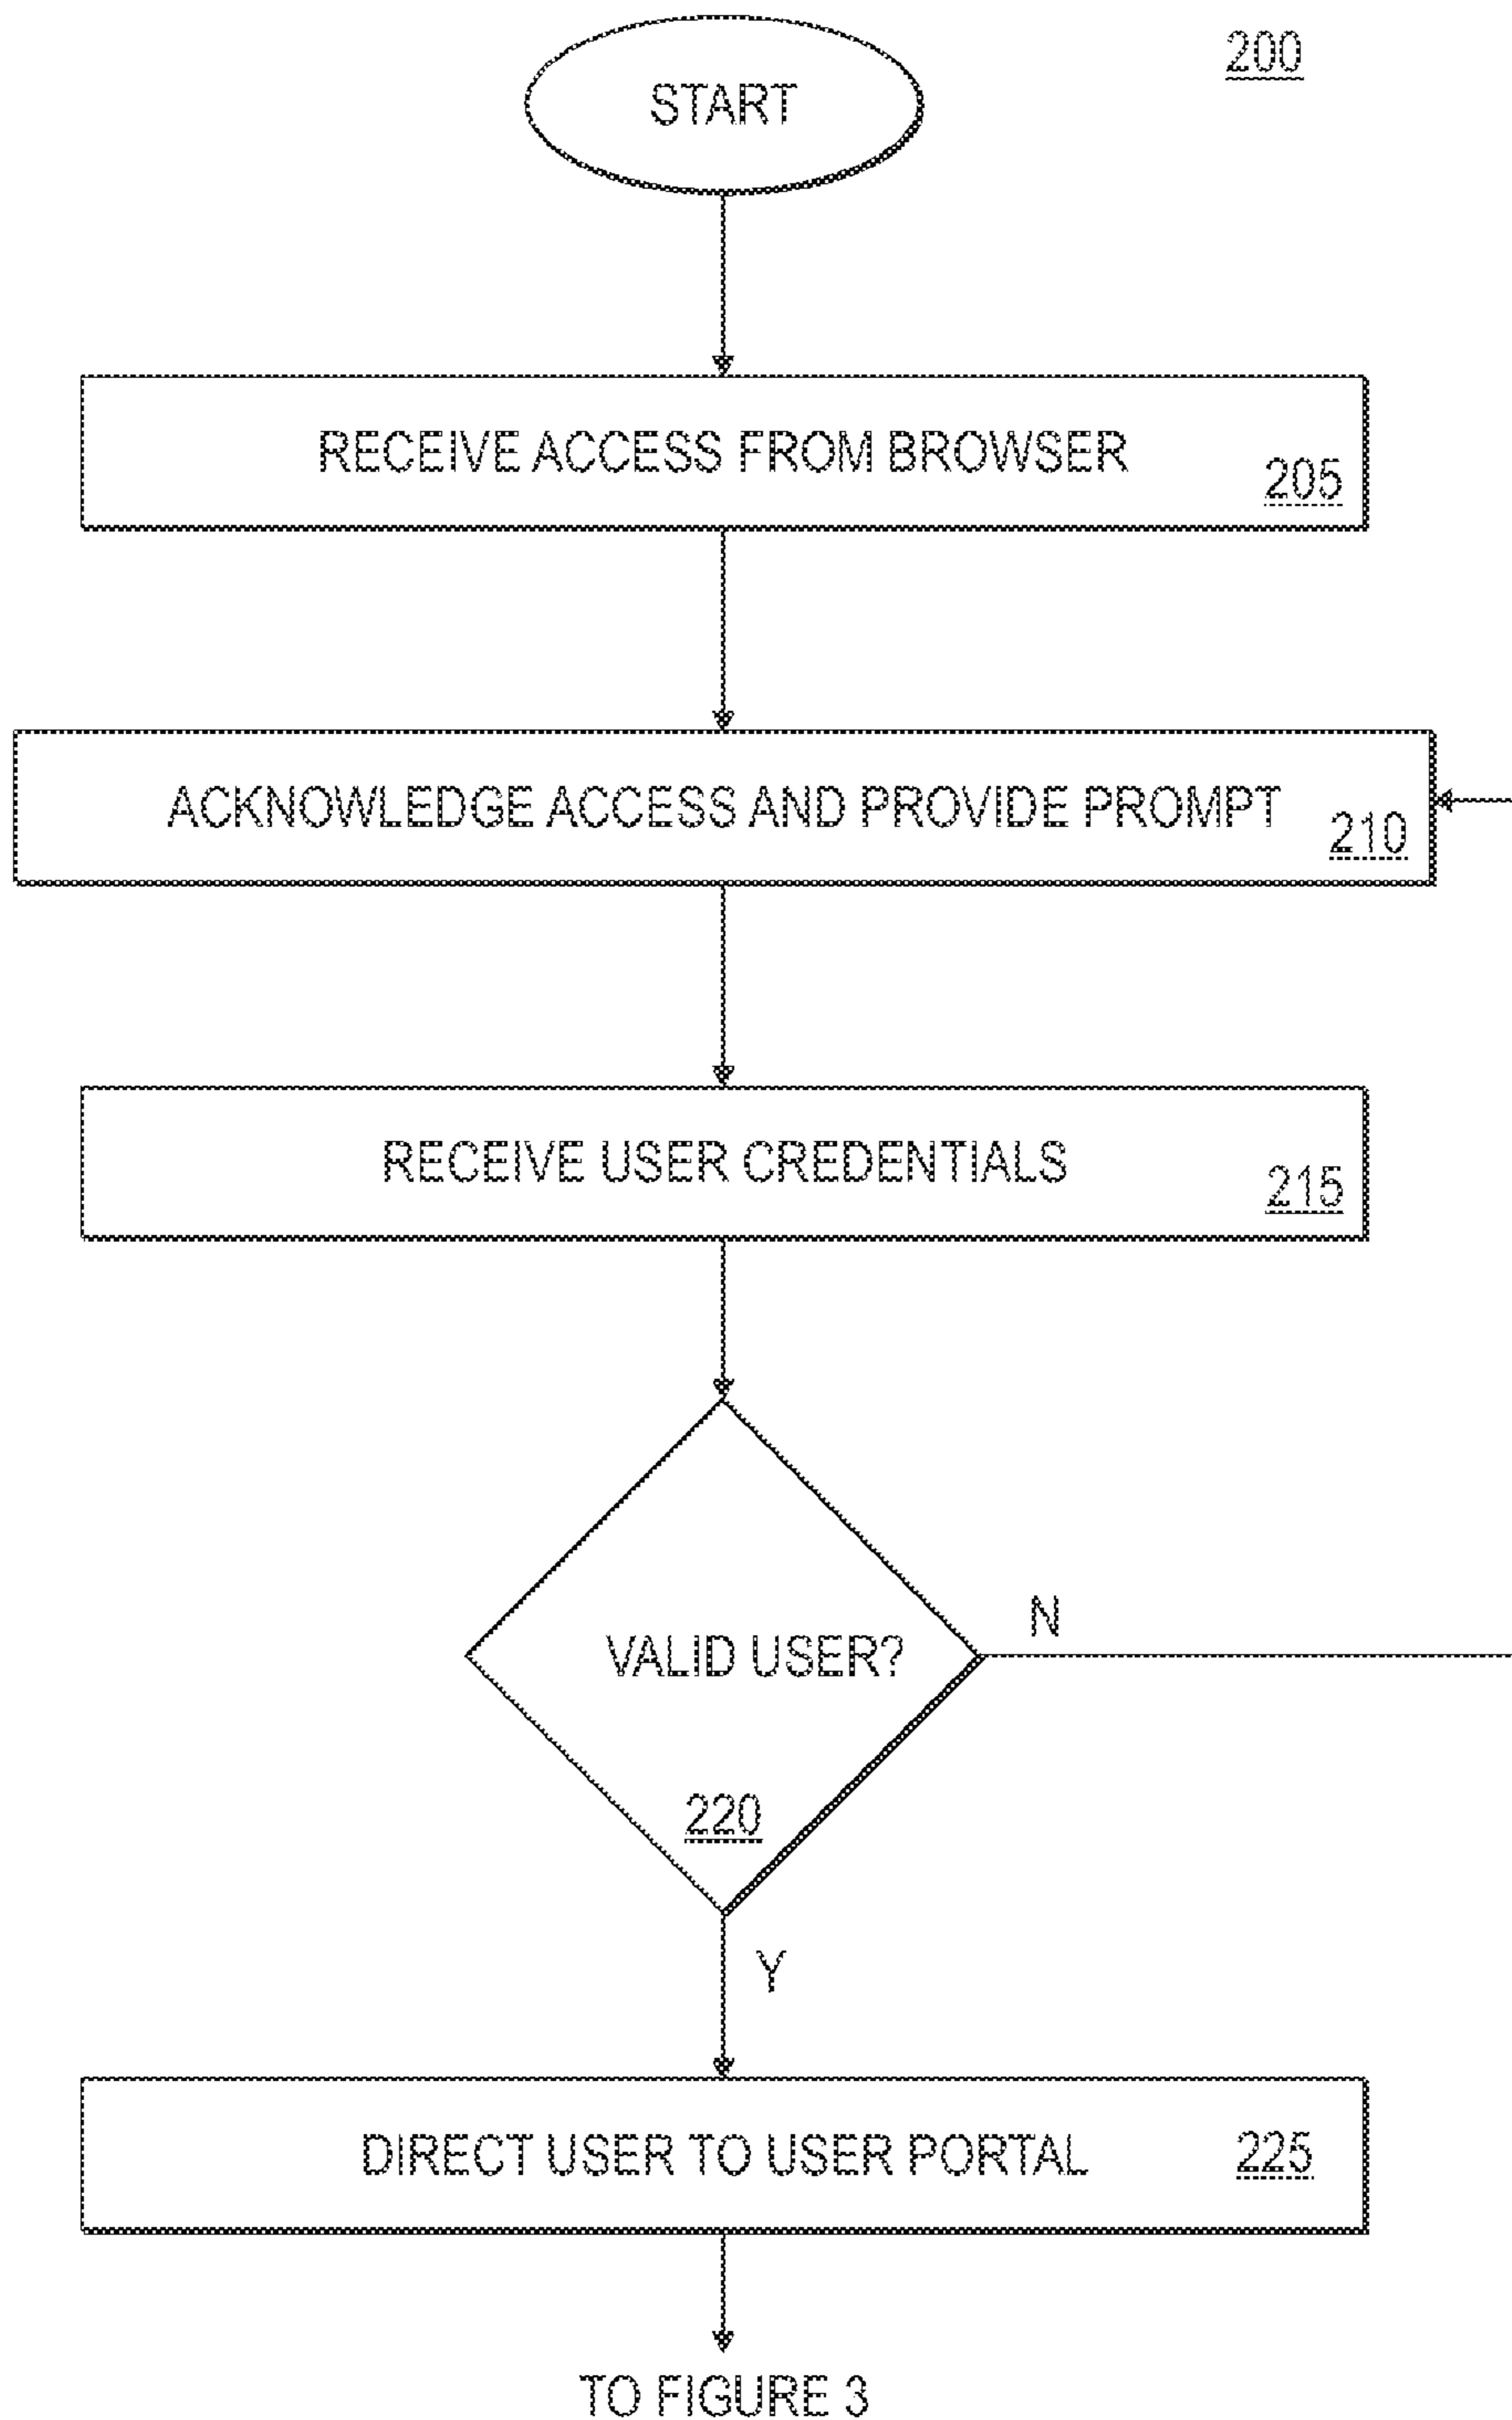 200
START
RECEIVE ACCESS FROM BROWSER
205
ACKNOWLEDGE ACCESS AND PROVIDE PROMPT
210
RECEIVE USER CREDENTIALS
215
VALID USER?
N
220
Y
DIRECT USER TO USER PORTAL
225
TO FIGURE 3